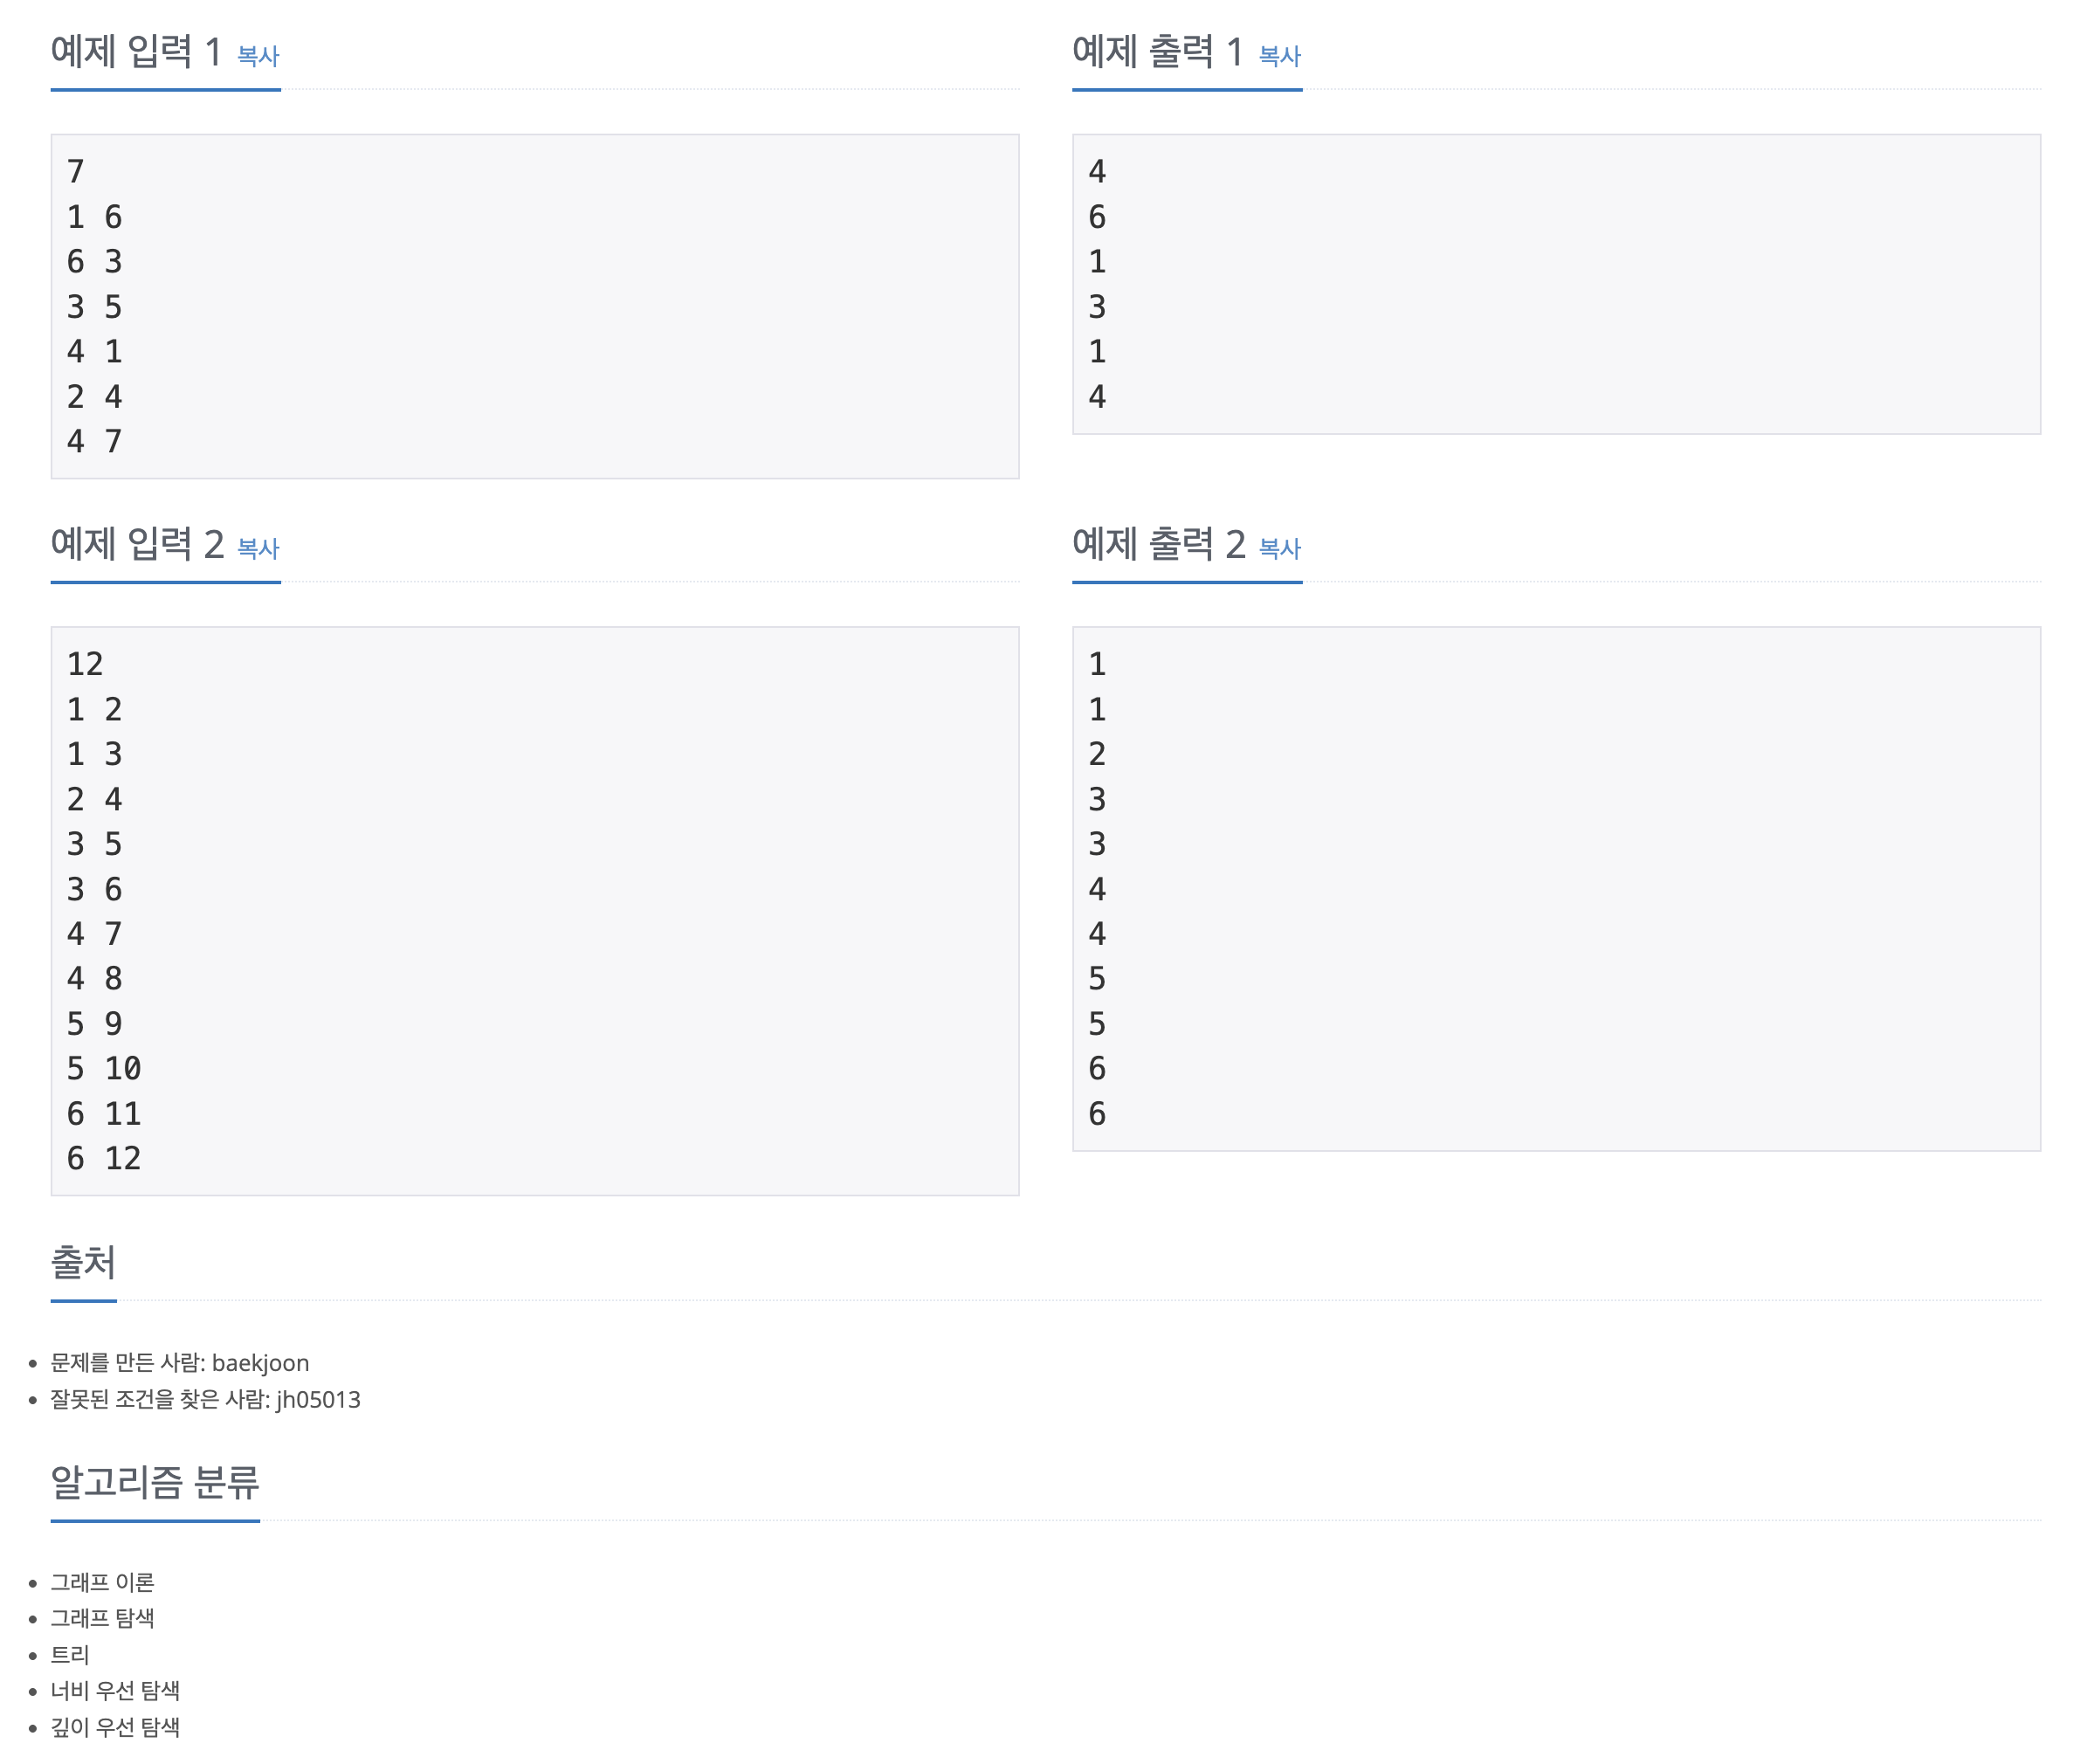 예제 입력 1 복사
7
1 6
6 3
3 5
4 1
2 4
4 7
예제 출력 1 복사
4
6
1
3
1
4
예제 입력 2 복사
12
1 2
1 3
2 4
3 5
3 6
4 7
4 8
5 9
5 10
6 11
6 12
예제 출력 2 복사
1
1
2
3
3
4
4
5
5
6
6
출처
문제를 만든 사람: baekjoon
잘못된 조건을 찾은 사람: jh05013
알고리즘 분류
그래프 이론
그래프 탐색
트리
너비 우선 탐색
깊이 우선 탐색